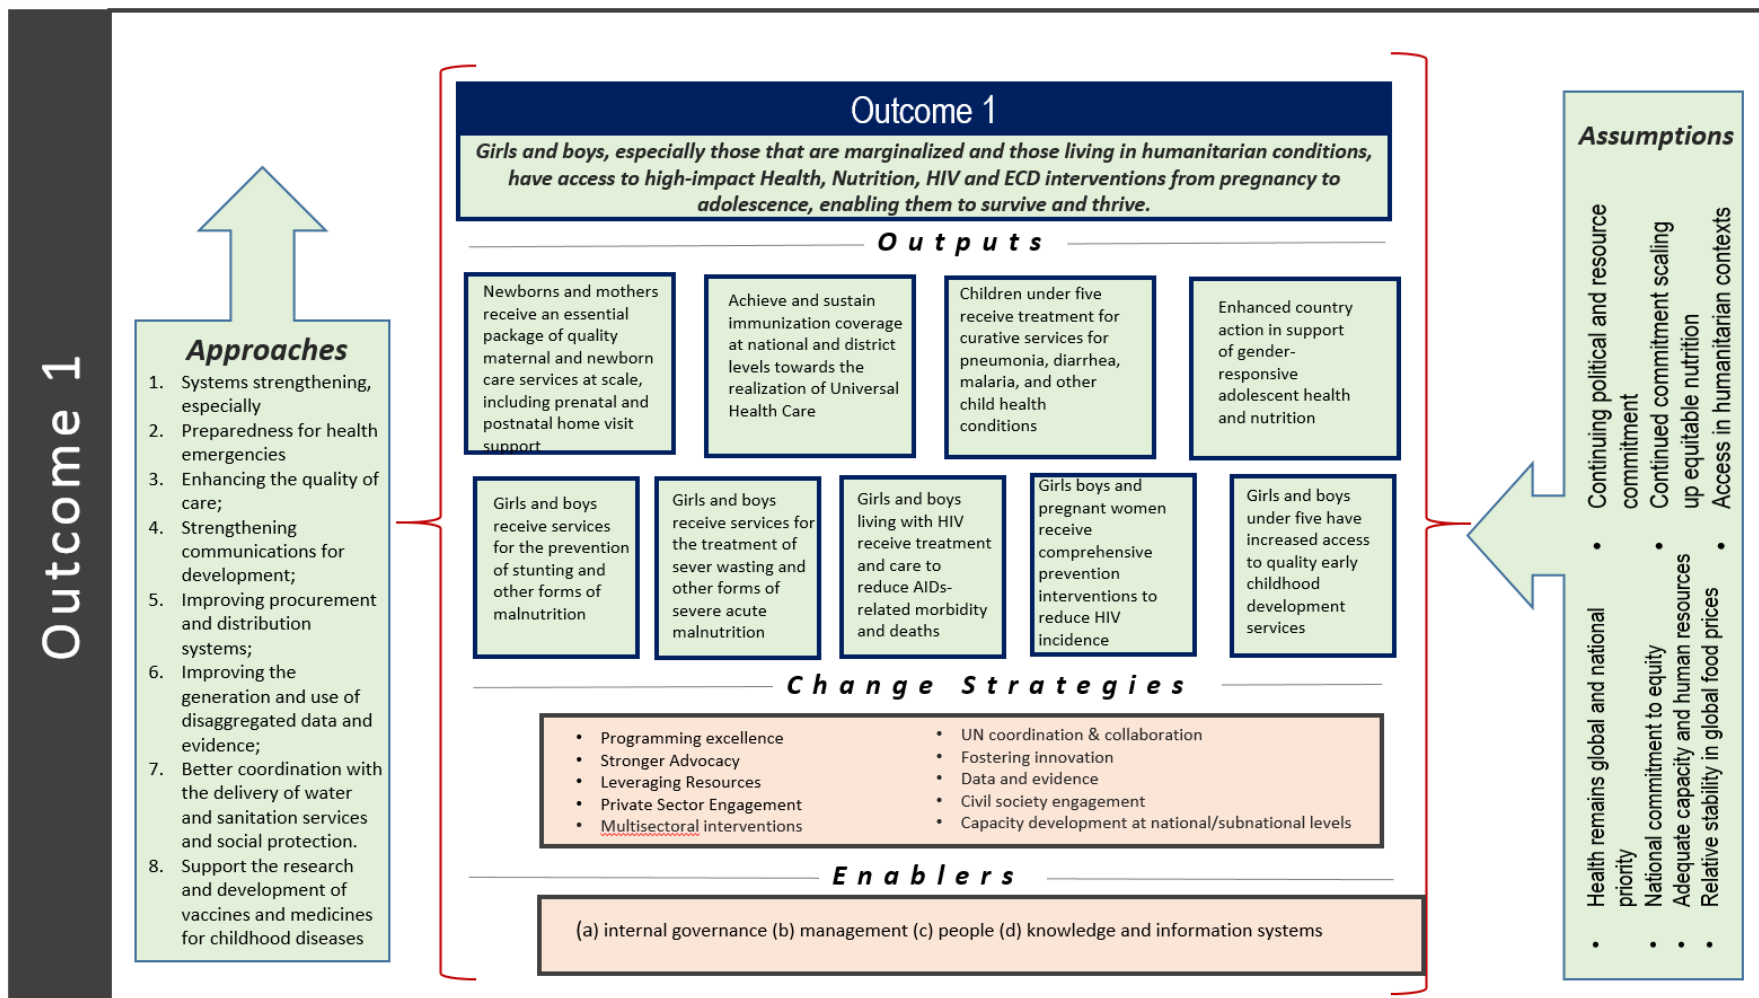 Outcome 1
Approaches
1. Systems strengthening,
especially
2. Preparedness for health
emergencies
3. Enhancing the quality of
care;
4. Strengthening
communications for
development;
5. Improving procurement
and distribution
systems;
6. Improving the
generation and use of
disaggregated data and
evidence;
7. Better coordination with
the delivery of water
and sanitation services
and social protection.
8. Support the research
and development of
vaccines and medicines
for childhood diseases
Outcome 1
Girls and boys, especially those that are marginalized and those living in humanitarian conditions,
have access to high-impact Health, Nutrition, HIV and ECD interventions from pregnancy to
adolescence, enabling them to survive and thrive.
Outputs
Newborns and mothers
receive an essential
package of quality
maternal and newborn
care services at scale,
including prenatal and
postnatal home visit
support
Achieve and sustain
immunization coverage
at national and district
levels towards the
realization of Universal
Health Care
Children under five
receive treatment for
curative services for
pneumonia, diarrhea,
malaria, and other
child health
conditions
Enhanced country
action in support
of gender-
responsive
adolescent health
and nutrition
Girls and boys
receive services
for the prevention
of stunting and
other forms of
malnutrition
Girls and boys
receive services for
the treatment of
sever wasting and
other forms of
severe acute
malnutrition
Girls and boys
living with HIV
receive treatment
and care to
reduce AIDs-
related morbidity
and deaths
Girls boys and
pregnant women
receive
comprehensive
prevention
interventions to
reduce HIV
incidence
Girls and boys
under five have
increased access
to quality early
childhood
development
services
Change Strategies
• Programming excellence
• Stronger Advocacy
• Leveraging Resources
• Private Sector Engagement
• Multisectoral interventions
• UN coordination & collaboration
• Fostering innovation
• Data and evidence
• Civil society engagement
• Capacity development at national/subnational levels
Enablers
(a) internal governance (b) management (c) people (d) knowledge and information systems
Assumptions
• Health remains global and national
priority
• National commitment to equity
• Adequate capacity and human resources
• Relative stability in global food prices
• Continuing political and resource
commitment
• Continued commitment scaling
up equitable nutrition
• Access in humanitarian contexts